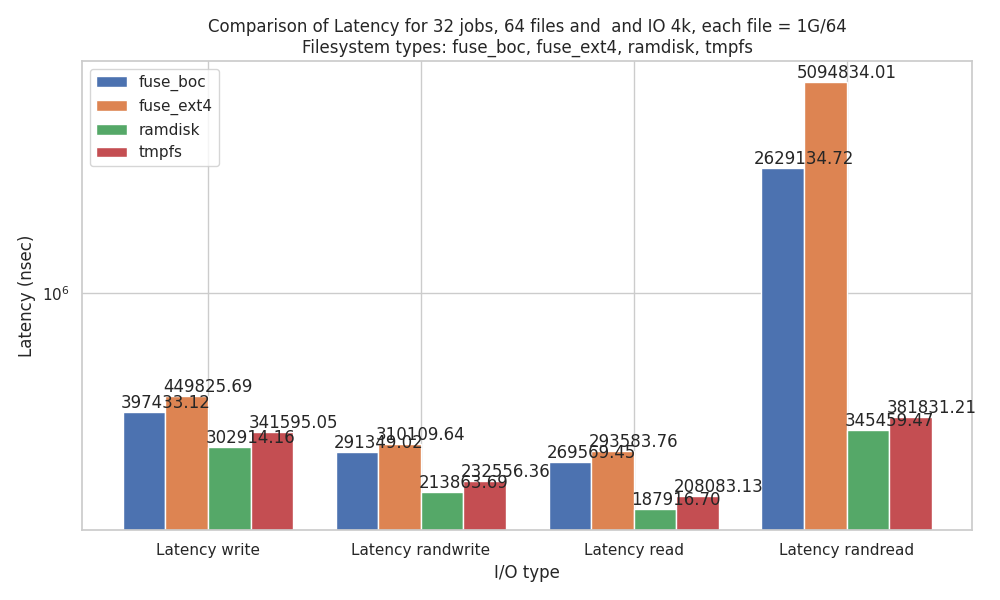 Comparison of Latency for 32 jobs, 64 files and  and IO 4k, each file = 1G/64
Filesystem types: fuse_boc, fuse_ext4, ramdisk, tmpfs
fuse_boc
fuse_ext4
ramdisk
tmpfs
5094834.01
2629134.72
10^6
Latency (nsec)
397433.12
449825.69
302914.16
341595.05
291349.02
310109.64
213863.69
232556.36
269569.45
293583.76
187916.70
208083.13
345459.47
381831.21
Latency write
Latency randwrite
Latency read
Latency randread
I/O type